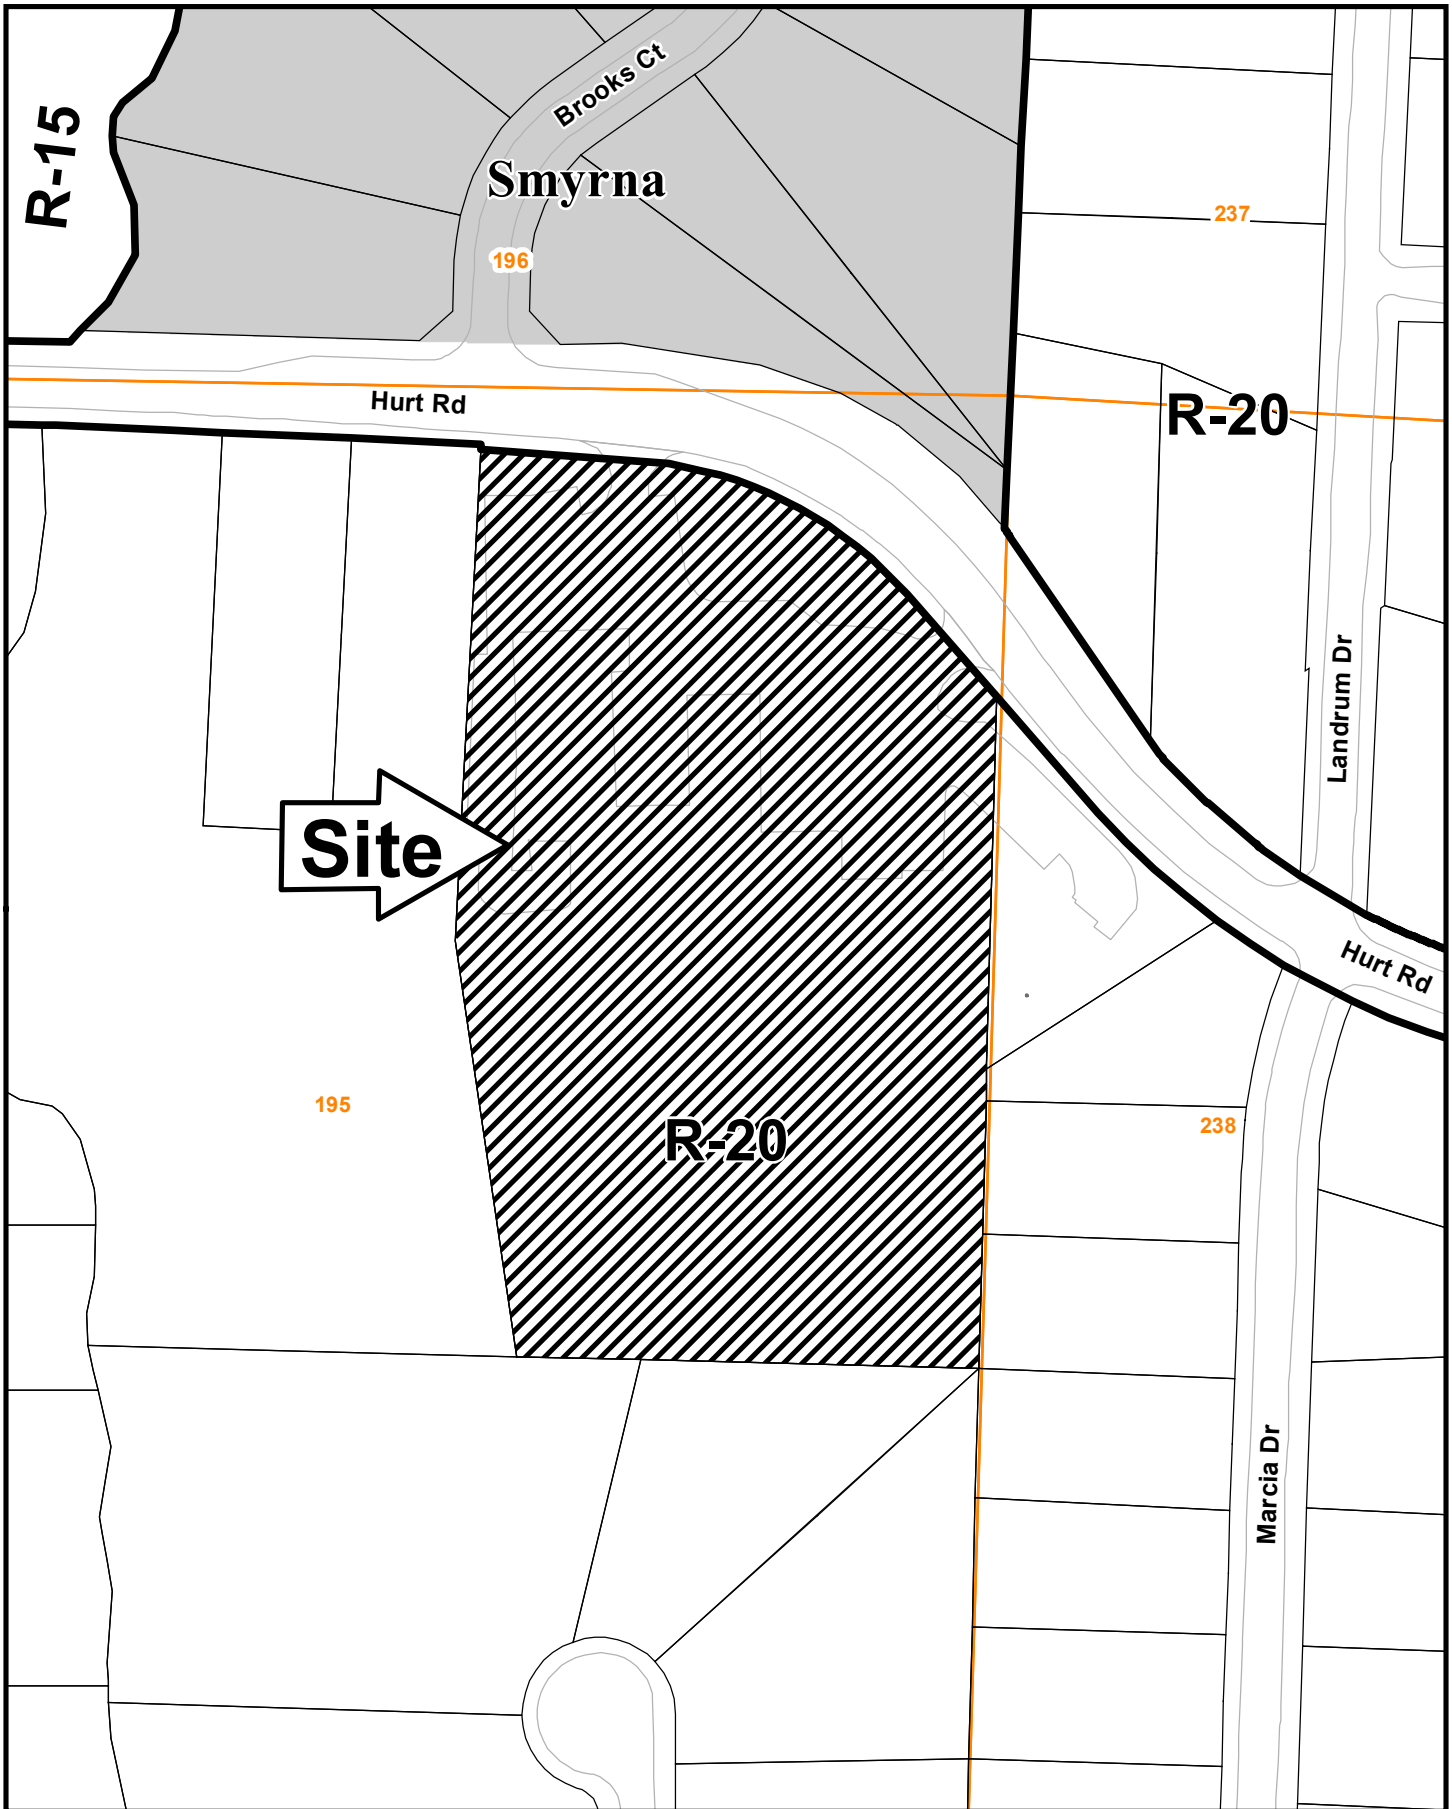 Brooks Ct
R-15
Smyrna
237
196
Hurt Rd
R-20
Landrum Dr
Site
Hurt Rd
195
238
R-20
Marcia Dr